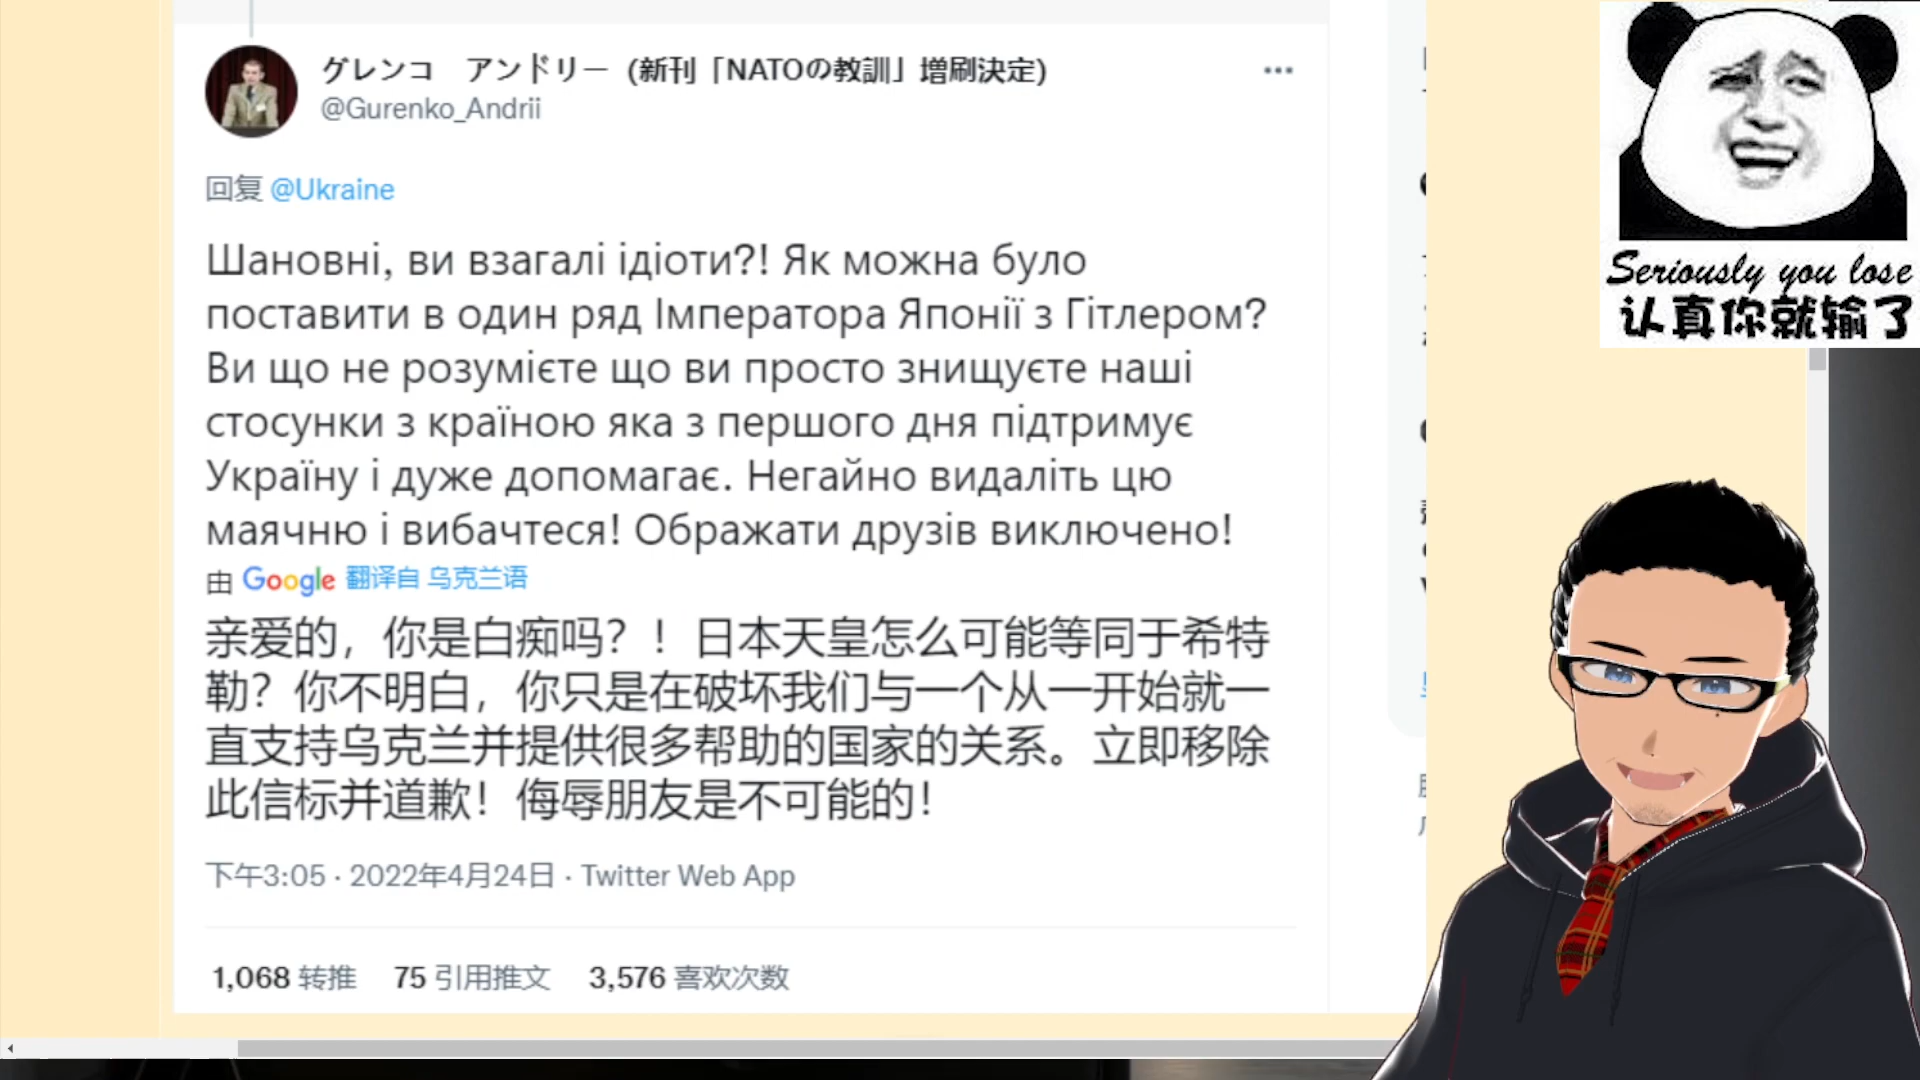 グレンコ　アンドリー (新刊「NATOの教訓」増刷決定)
@Gurenko_Andrii
回复 @Ukraine
Шановні, ви взагалі ідіоти?! Як можна було
поставити в один ряд Імператора Японії з Гітлером?
Ви що не розумієте що ви просто знищуєте наші
стосунки з країною яка з першого дня підтримує
Україну і дуже допомагає. Негайно видаліть цю
маячню і вибачтеся! Ображати друзів виключено!
由 Google 翻译自 乌克兰语
亲爱的，你是白痴吗？！日本天皇怎么可能等同于希特
勒？你不明白，你只是在破坏我们与一个从一开始就一
直支持乌克兰并提供很多帮助的国家的关系。立即移除
此信标并道歉！侮辱朋友是不可能的！
下午3:05 · 2022年4月24日 · Twitter Web App
1,068 转推 75 引用推文 3,576 喜欢次数
Seriously you lose
认真你就输了